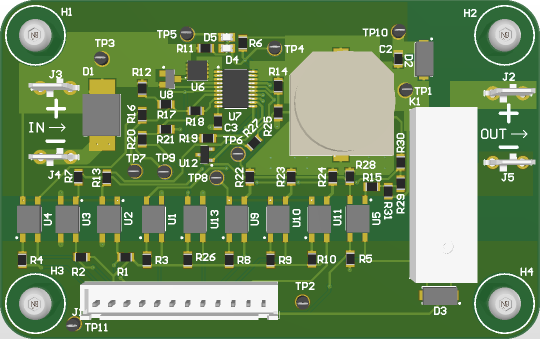 H1
TP5
D5
R6
R11
D4
TP4
TP10
C2
D2
H2
TP3
J3
D1
R12
U8
U6
R14
TP1
K1
J2
+
IN →
R16
R17
R18
U7
C3
R25
+
OUT →
R20
R21
R19
R27
TP6
R30
J4
TP7
TP9
U12
R28
J5
R13
TP8
R22
R23
R24
R15
R31
R29
U4
U3
U2
U1
U13
U9
U10
U11
U5
R4
R2
R1
R3
R26
R8
R9
R10
R5
H3
TP2
H4
D3
TP11